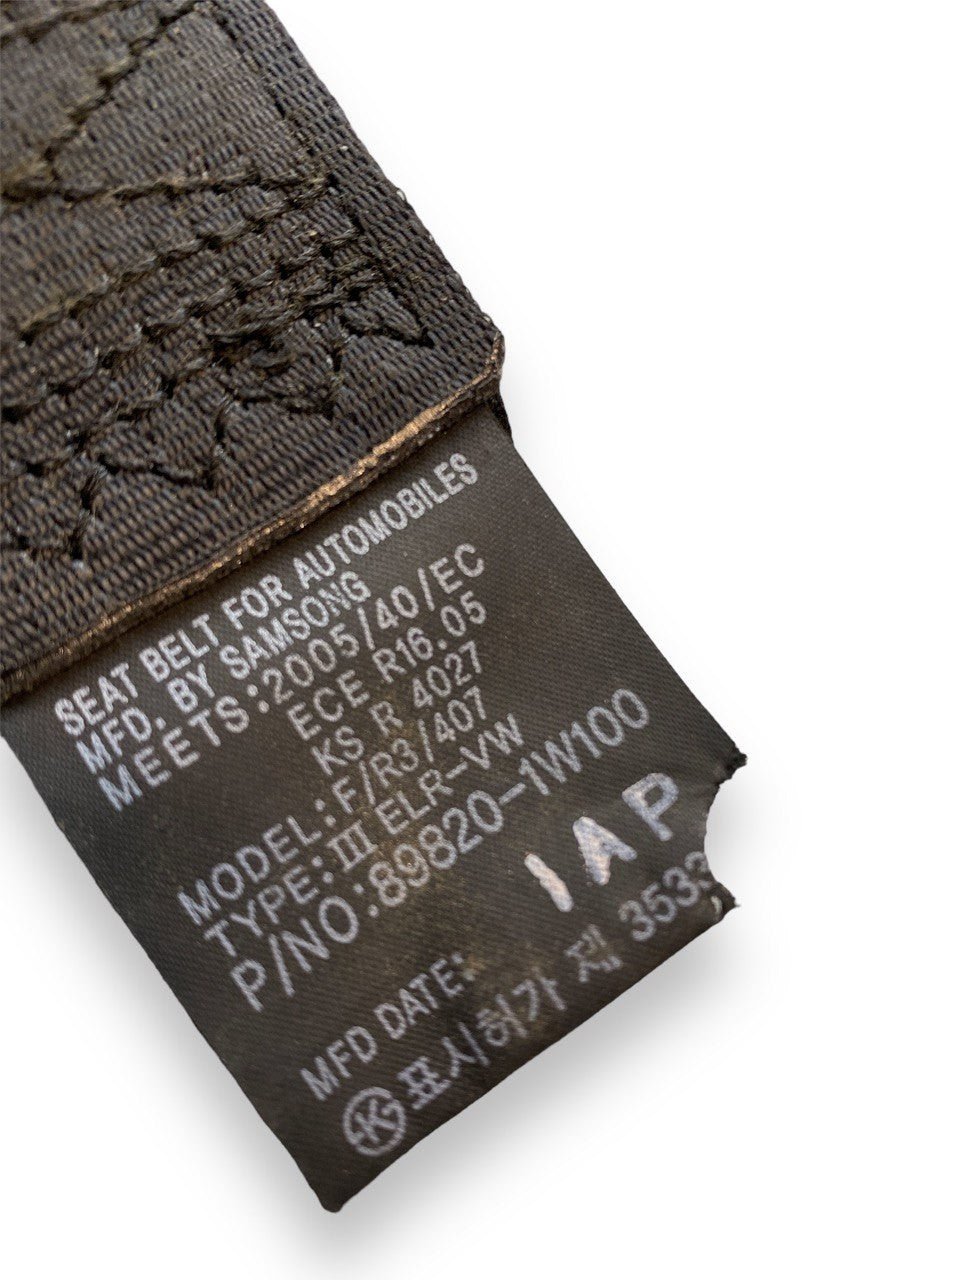 SEAT BELT FOR AUTOMOBILES
MFD. BY SAMSONG
MEETS:2005/40/EC
ECE R16.05
KS R 4027
MODEL:F/R3/407
TYPE:Ⅲ ELR-VW
P/NO:89820-1W100
IAP
MFD DATE:
표시허가 제 3533